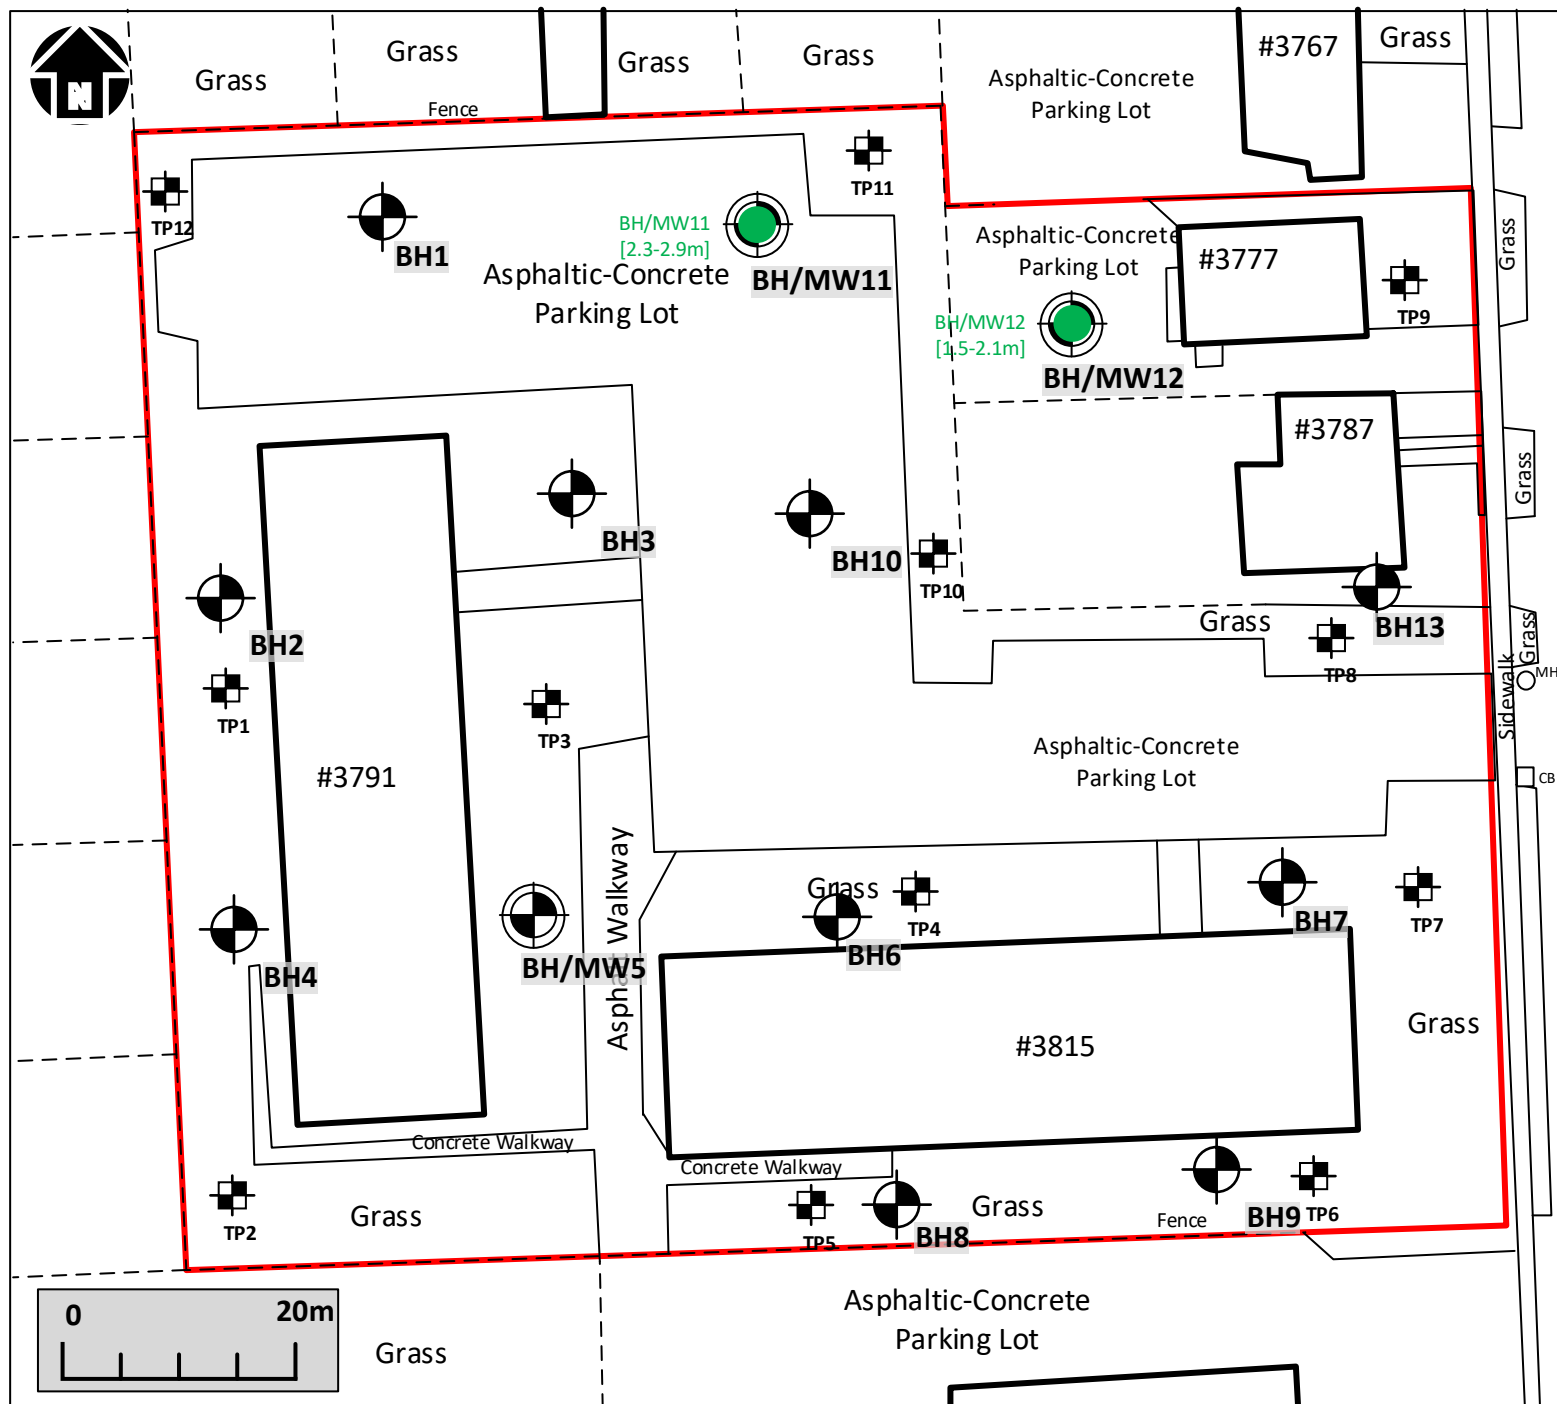 N
Grass
Grass
Grass
Grass
Fence
Asphaltic-Concrete
Parking Lot
#3767
Grass
TP12
BH1
BH/MW11
[2.3-2.9m]
BH/MW11
TP11
Asphaltic-Concrete
Parking Lot
Asphaltic-Concrete
Parking Lot
#3777
TP9
Grass
BH/MW12
[1.5-2.1m]
BH/MW12
#3787
Grass
BH3
BH10
TP10
BH2
TP1
TP3
#3791
Grass
BH13
TP8
Grass
Sidewalk
MH
CB
Asphaltic-Concrete
Parking Lot
Asphalt Walkway
Grass
TP4
BH6
BH7
TP7
BH4
BH/MW5
#3815
Grass
Concrete Walkway
Concrete Walkway
TP2
Grass
TP5
BH8
Grass
Fence
BH9
TP6
0
20m
Grass
Asphaltic-Concrete
Parking Lot